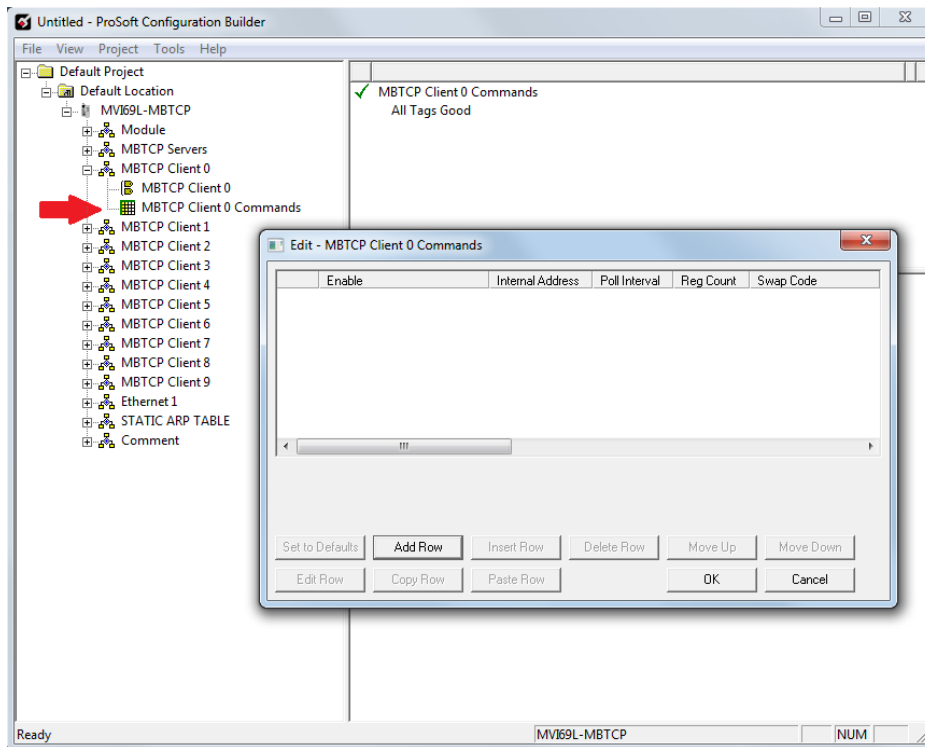 Untitled - ProSoft Configuration Builder
File View Project Tools Help
Default Project
Default Location
MVI69L-MBTCP
Module
MBTCP Servers
MBTCP Client 0
MBTCP Client 0
MBTCP Client 0 Commands
MBTCP Client 1
MBTCP Client 2
MBTCP Client 3
MBTCP Client 4
MBTCP Client 5
MBTCP Client 6
MBTCP Client 7
MBTCP Client 8
MBTCP Client 9
Ethernet 1
STATIC ARP TABLE
Comment
MBTCP Client 0 Commands
All Tags Good
Edit - MBTCP Client 0 Commands
Enable Internal Address Poll Interval Reg Count Swap Code
Set to Defaults Add Row Insert Row Delete Row Move Up Move Down
Edit Row Copy Row Paste Row OK Cancel
Ready MVI69L-MBTCP NUM